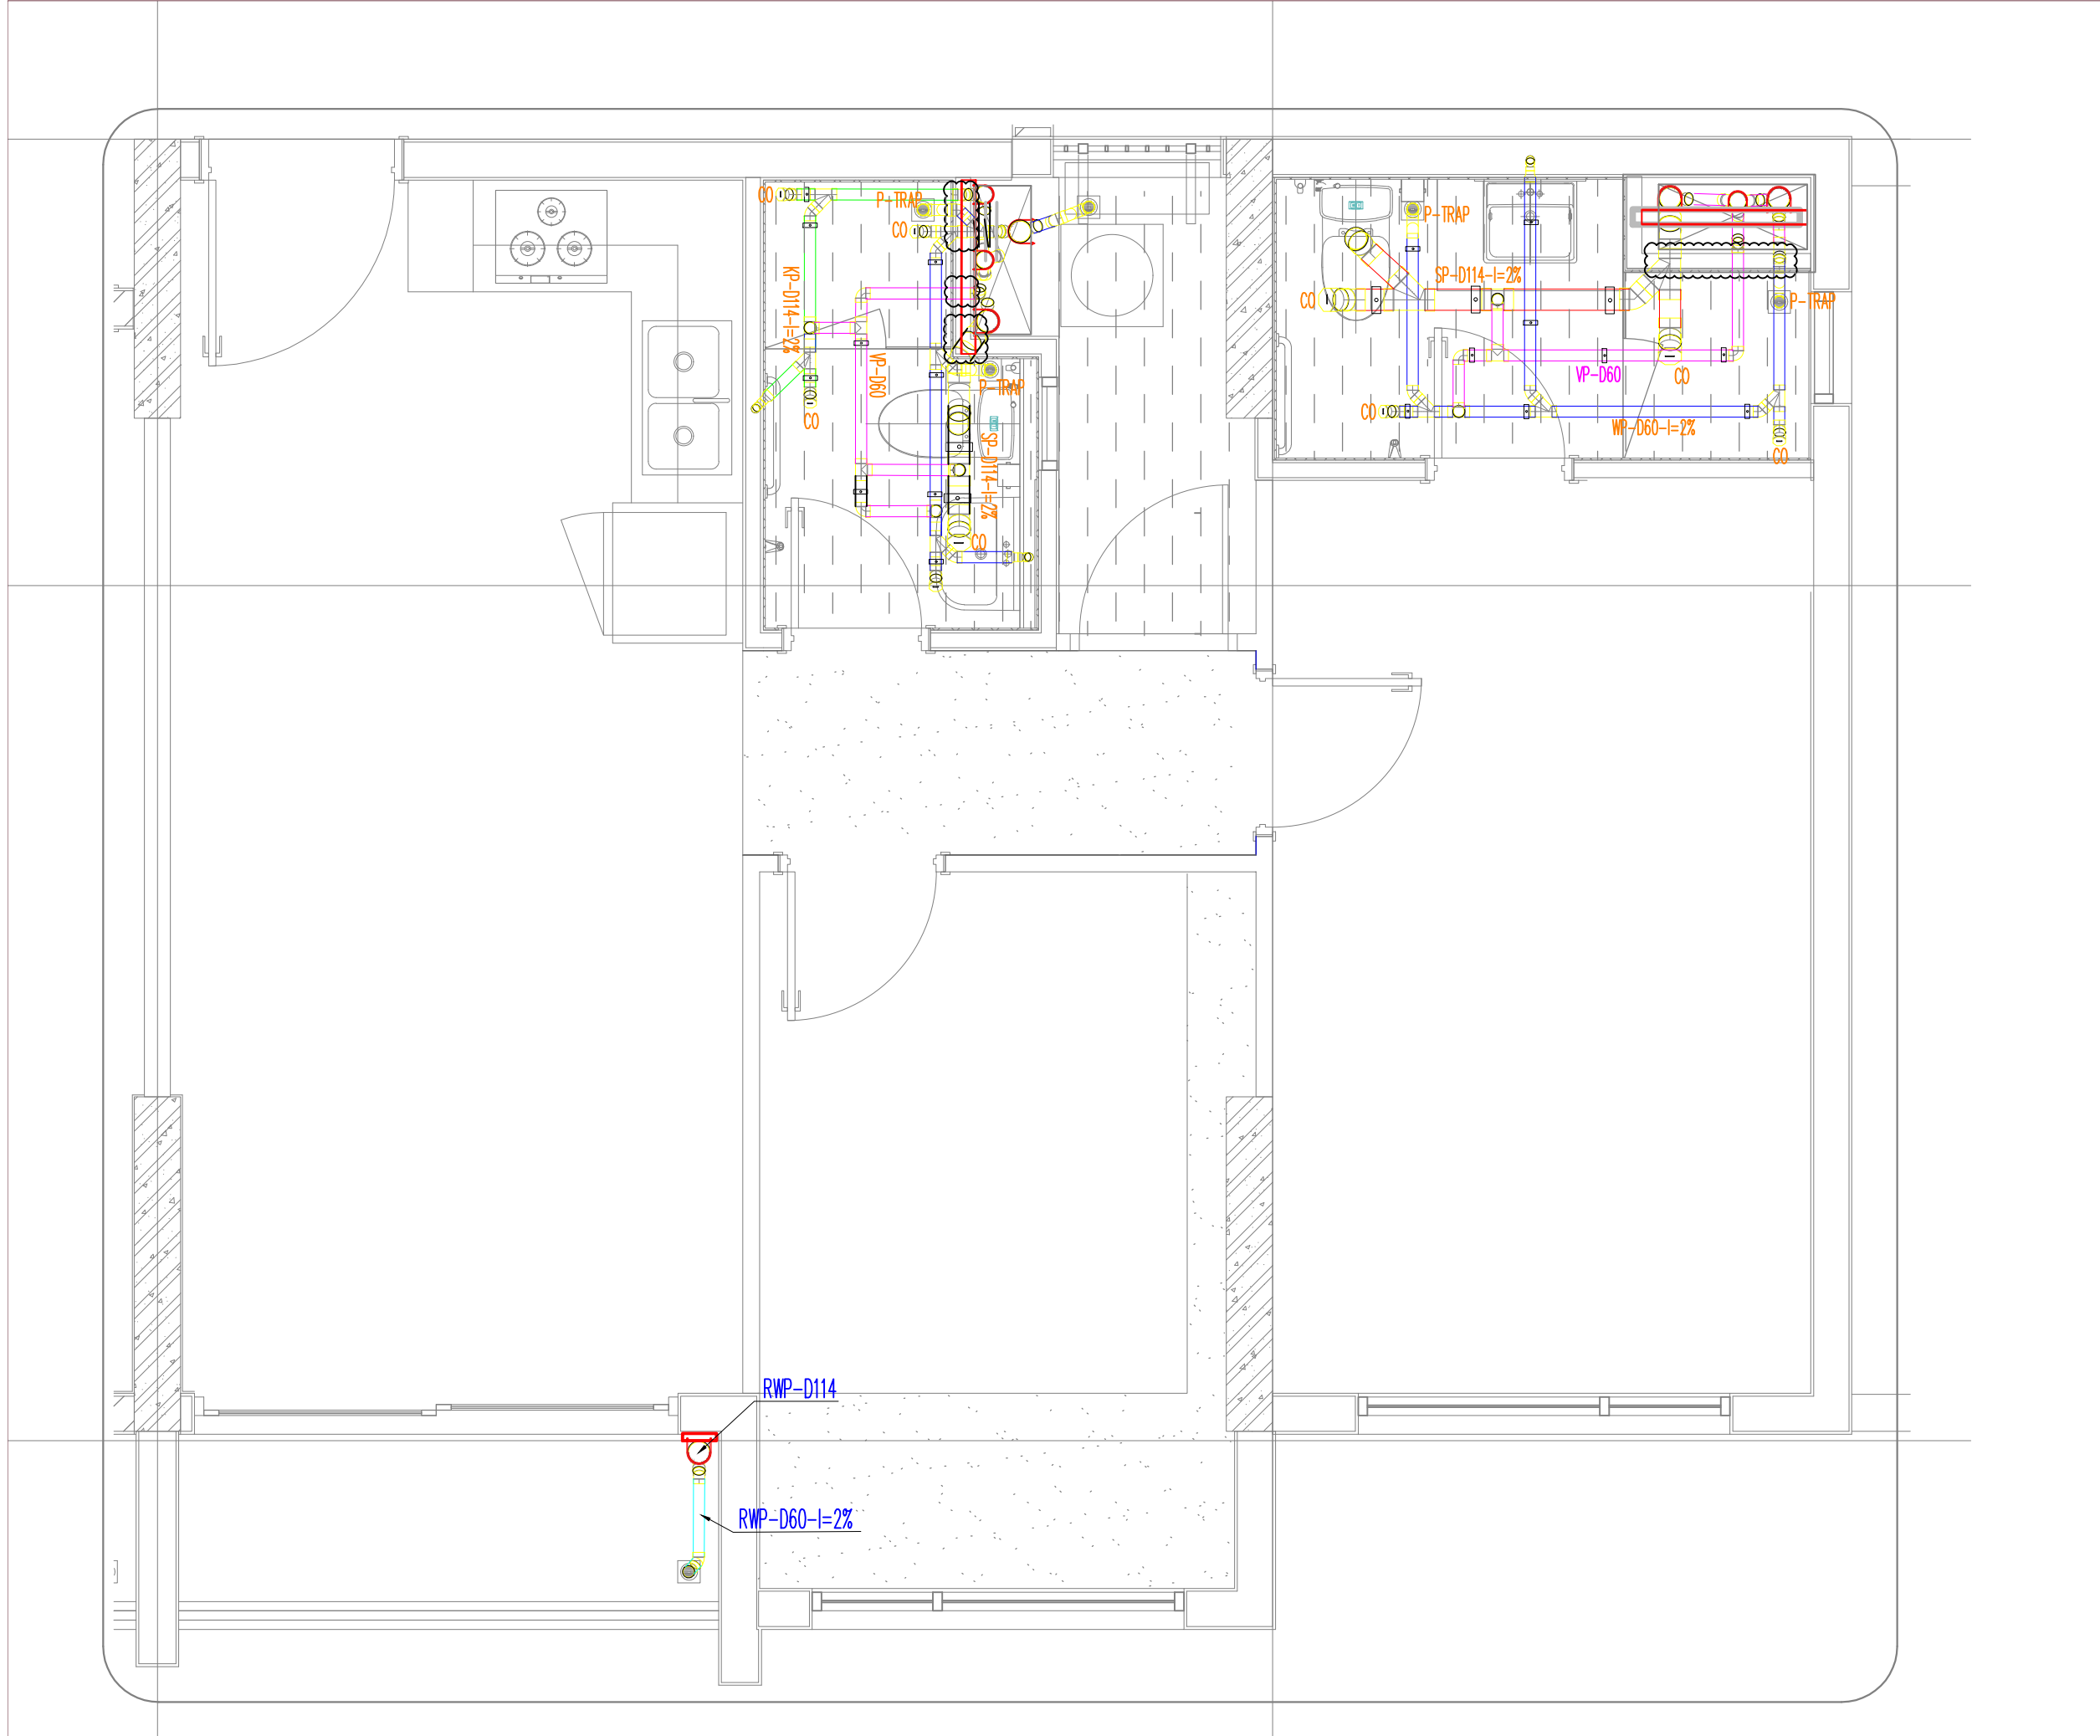 CO
P-TRAP
CO
P-TRAP
CO
SP-D114-I=2%
P-TRAP
KP-D114-I=2%
VP-D60
P-TRAP
CO
VP-D60
CO
CO
WP-D60-I=2%
CO
SP-D114-I=2%
CO
RWP-D114
RWP-D60-I=2%